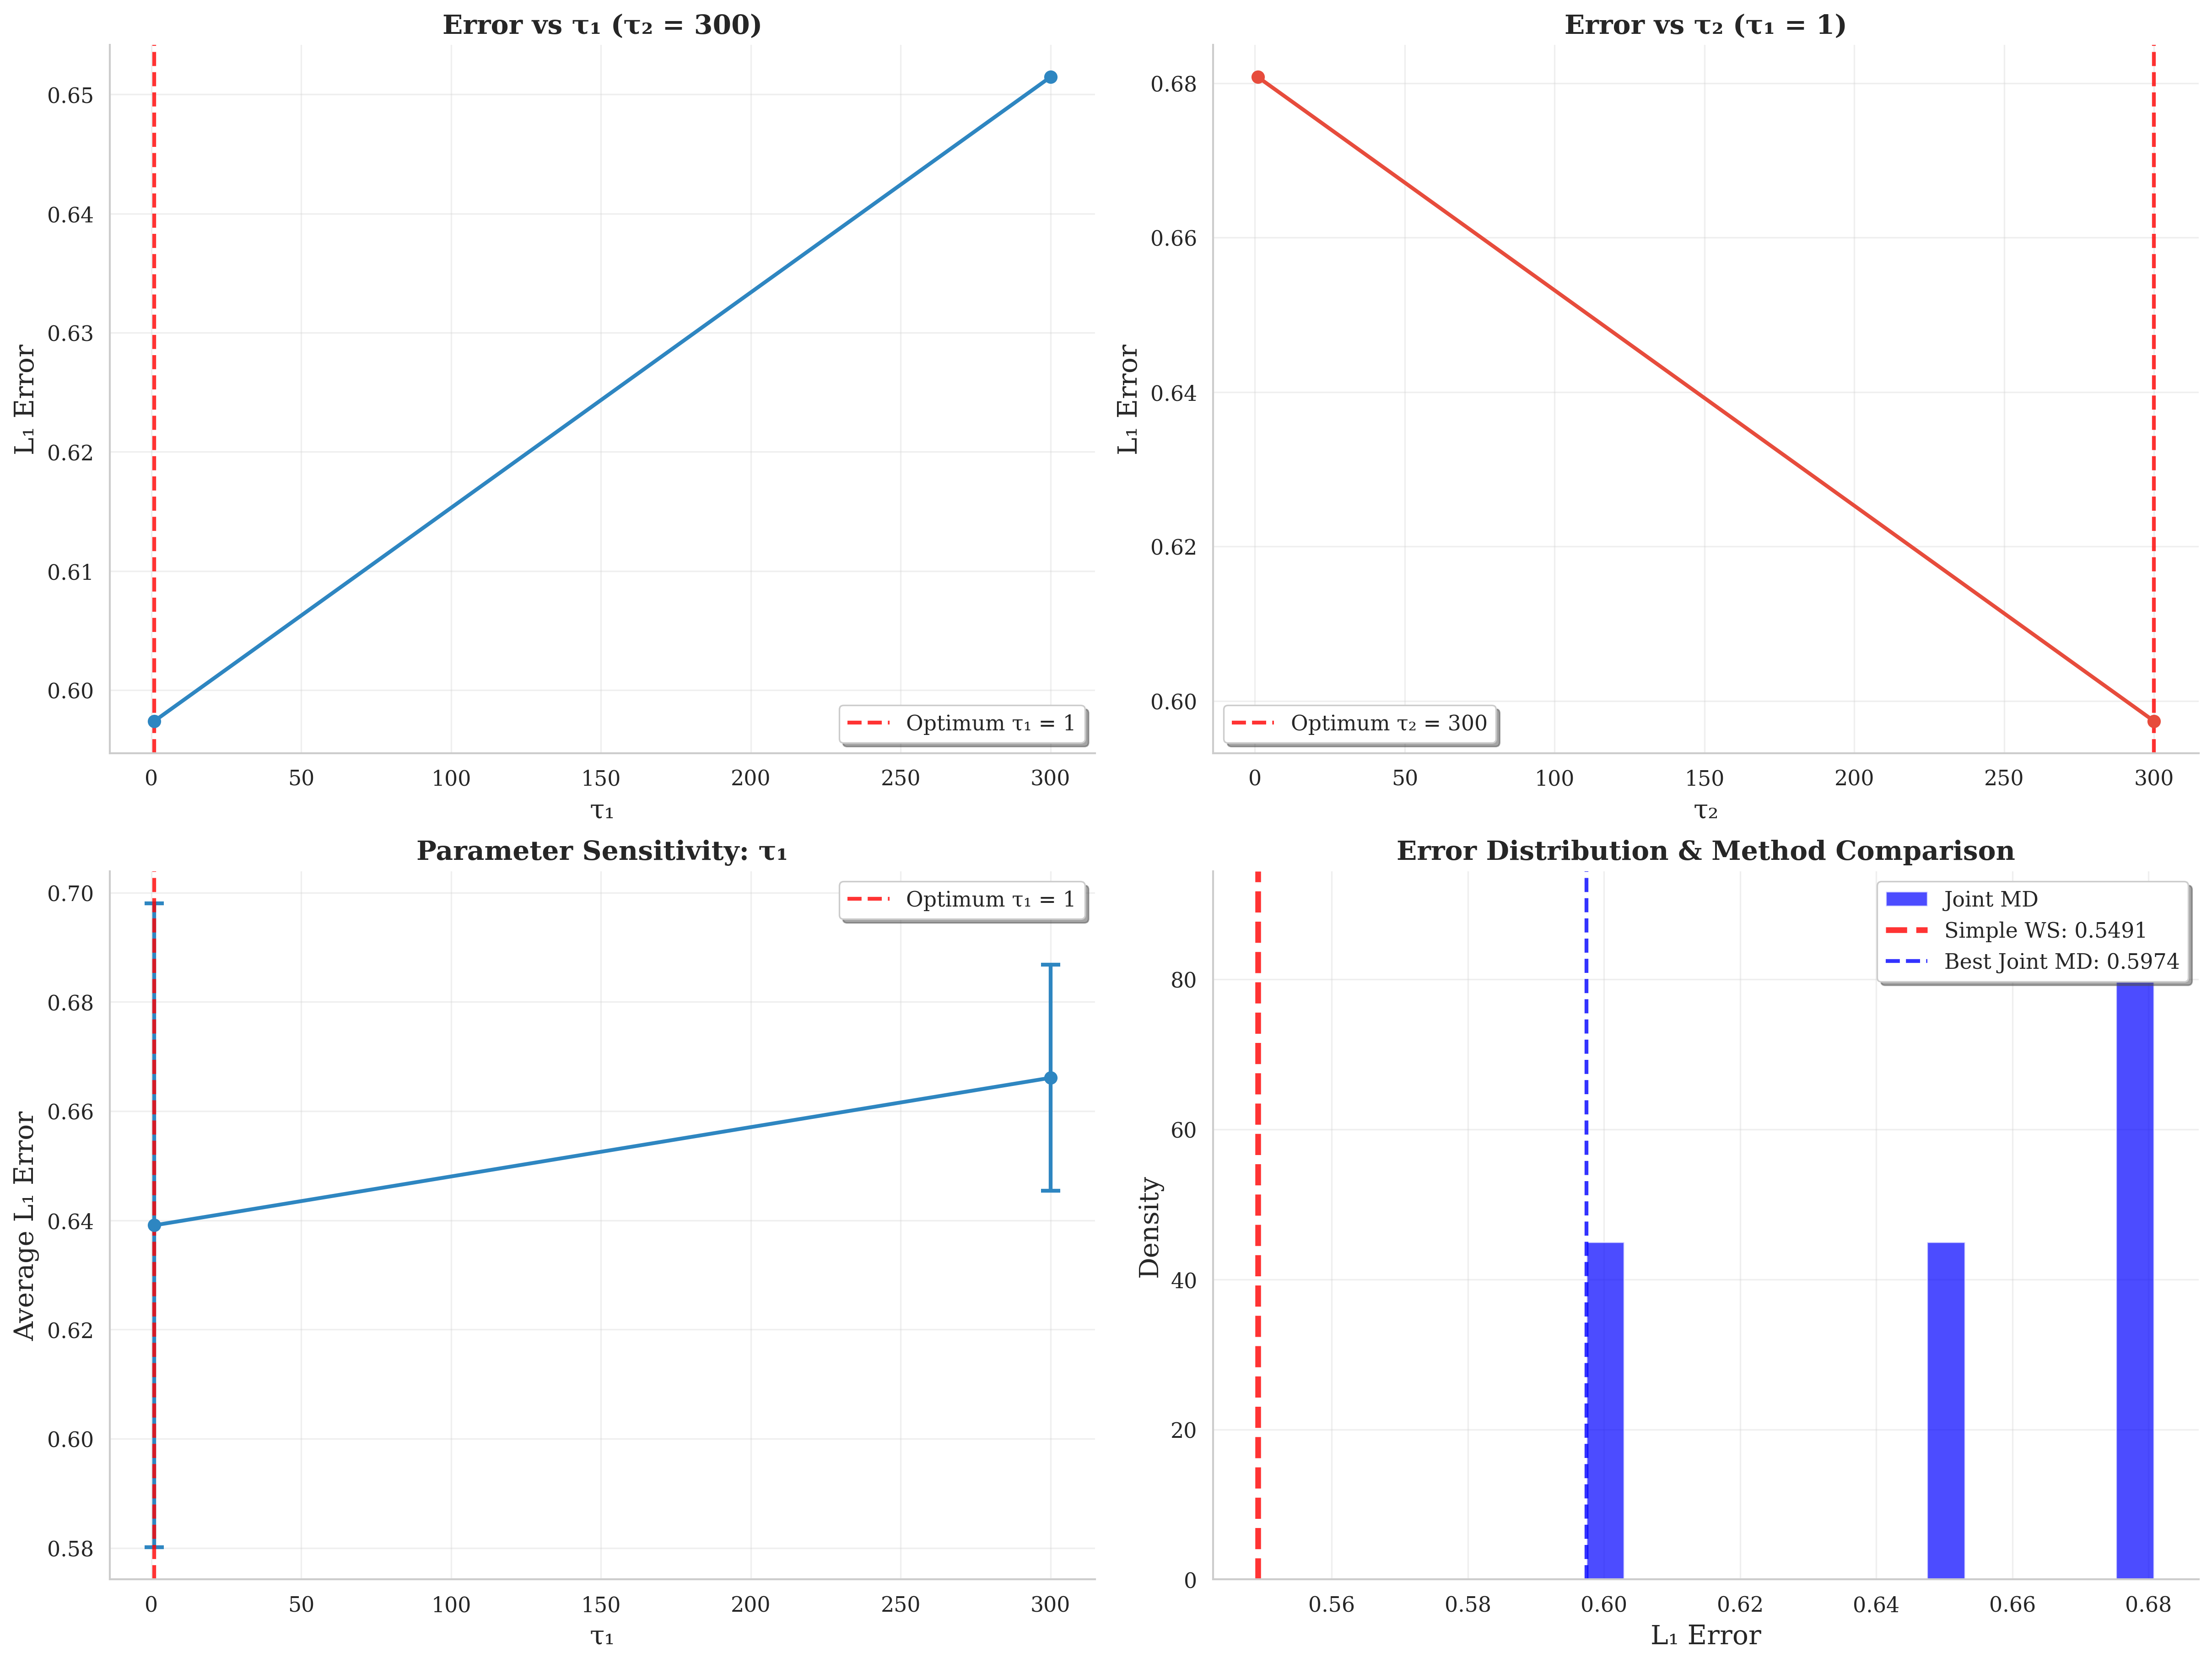 Error vs τ₁ (τ₂ = 300)
0.65
0.64
0.63
0.62
0.61
0.60
L₁ Error
0 50 100 150 200 250 300
τ₁
Optimum τ₁ = 1
Error vs τ₂ (τ₁ = 1)
0.68
0.66
0.64
0.62
0.60
L₁ Error
0 50 100 150 200 250 300
τ₂
Optimum τ₂ = 300
Parameter Sensitivity: τ₁
0.70
0.68
0.66
0.64
0.62
0.60
0.58
Average L₁ Error
0 50 100 150 200 250 300
τ₁
Optimum τ₁ = 1
Error Distribution & Method Comparison
80
60
40
20
0
Density
0.56 0.58 0.60 0.62 0.64 0.66 0.68
L₁ Error
Joint MD
Simple WS: 0.5491
Best Joint MD: 0.5974